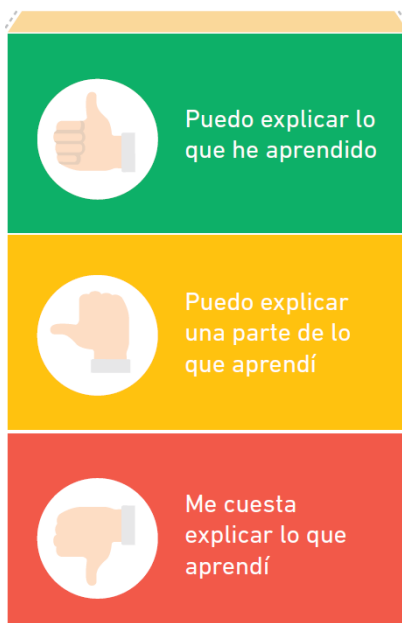 Puedo explicar lo
que he aprendido
Puedo explicar
una parte de lo
que aprendí
Me cuesta
explicar lo que
aprendí